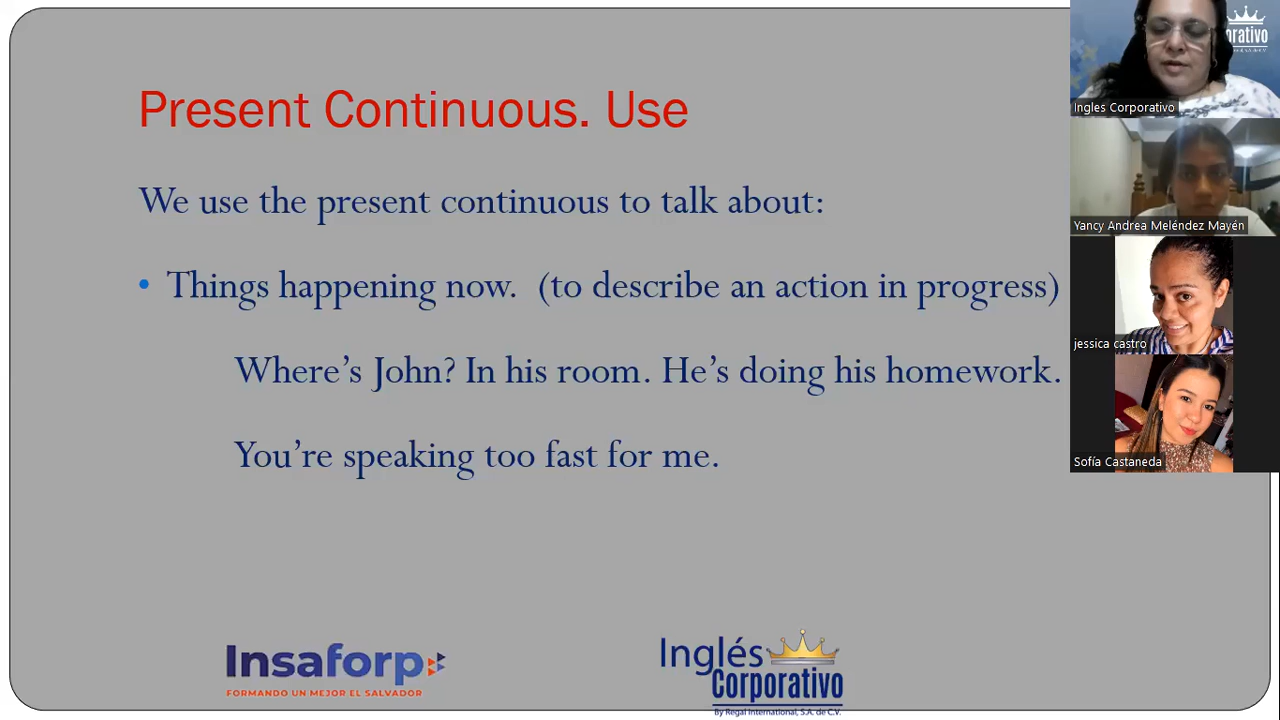 Present Continuous. Use
We use the present continuous to talk about:
• Things happening now. (to describe an action in progress)
Where's John? In his room. He's doing his homework.
You're speaking too fast for me.
Insaforp
FORMANDO UN MEJOR EL SALVADOR
Inglés
Corporativo
By Regal International, S.A. de C.V.
orativo
Ingles Corporativo
Yancy Andrea Meléndez Mayén
jessica castro
Sofía Castaneda